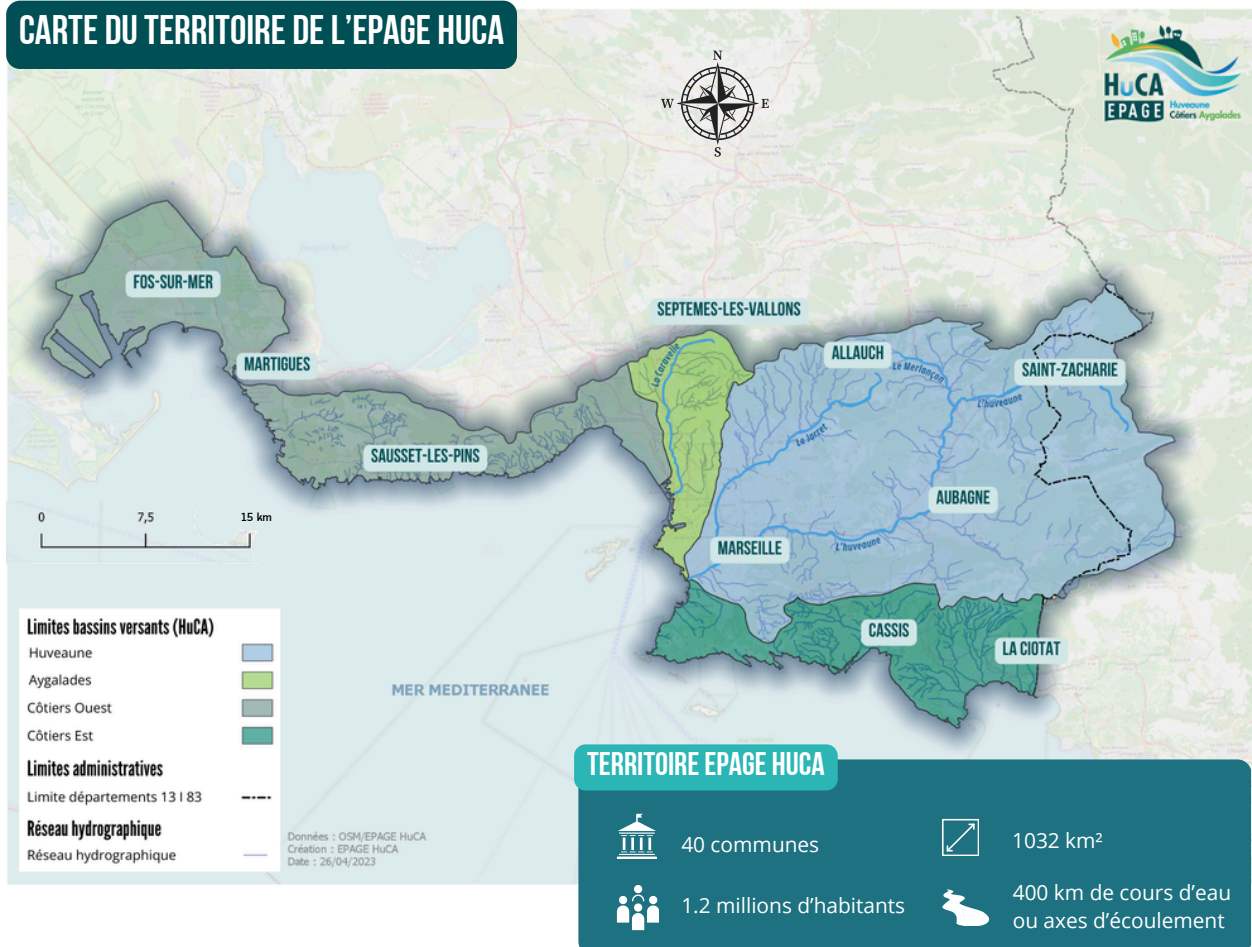 CARTE DU TERRITOIRE DE L'EPAGE HUCA
HuCA
EPAGE
Huveaune
Côtiers Aygalades
N
W
E
S
FOS-SUR-MER
MARTIGUES
SAUSSET-LES-PINS
SEPTEMES-LES-VALLONS
La Caravelle
ALLAUCH
Le Merlançon
SAINT-ZACHARIE
L'huveaune
Le Jarret
AUBAGNE
MARSEILLE
L'huveaune
CASSIS
LA CIOTAT
0
7,5
15 km
MER MEDITERRANEE
Limites bassins versants (HuCA)
Huveaune
Aygalades
Côtiers Ouest
Côtiers Est
Limites administratives
Limite départements 13 I 83
Réseau hydrographique
Réseau hydrographique
Données : OSM/EPAGE HuCA
Création : EPAGE HuCA
Date : 26/04/2023
TERRITOIRE EPAGE HUCA
40 communes
1032 km²
1.2 millions d'habitants
400 km de cours d'eau
ou axes d'écoulement